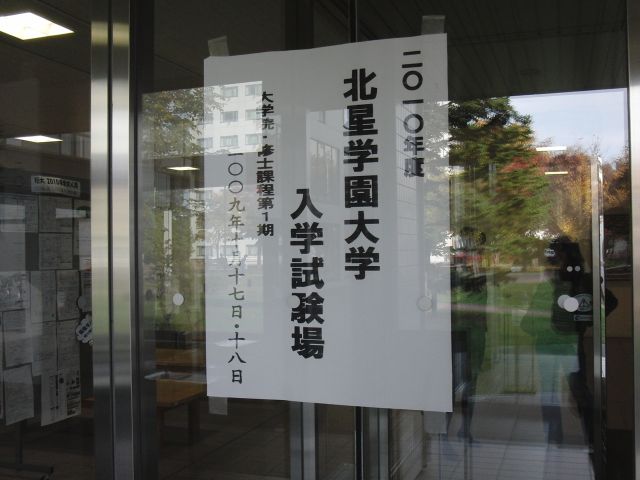 二〇一〇年度
北星学園大学
入学試験場
大学院 修士課程第1期
二〇〇九年十月十七日・十八日